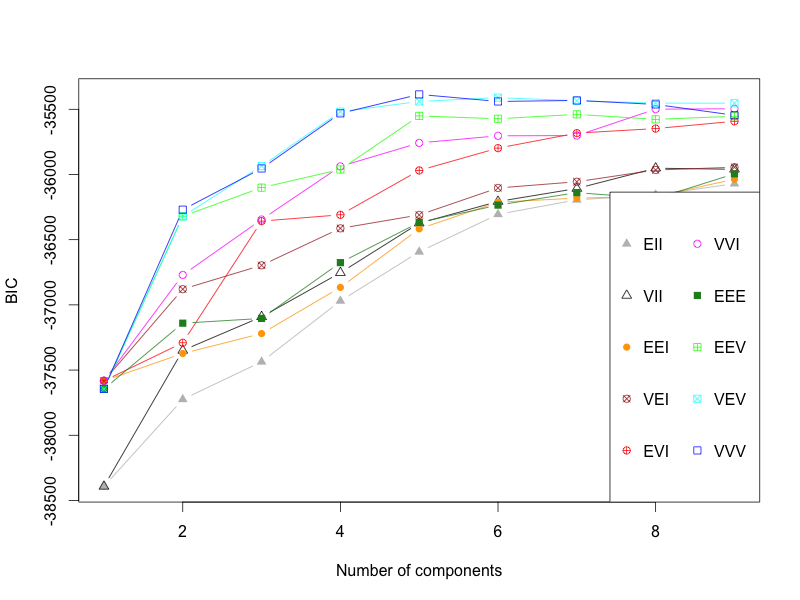 BIC
-35500
-36000
-36500
-37000
-37500
-38000
-38500
EII VVI
VII EEE
EEI EEV
VEI VEV
EVI VVV
2 4 6 8
Number of components